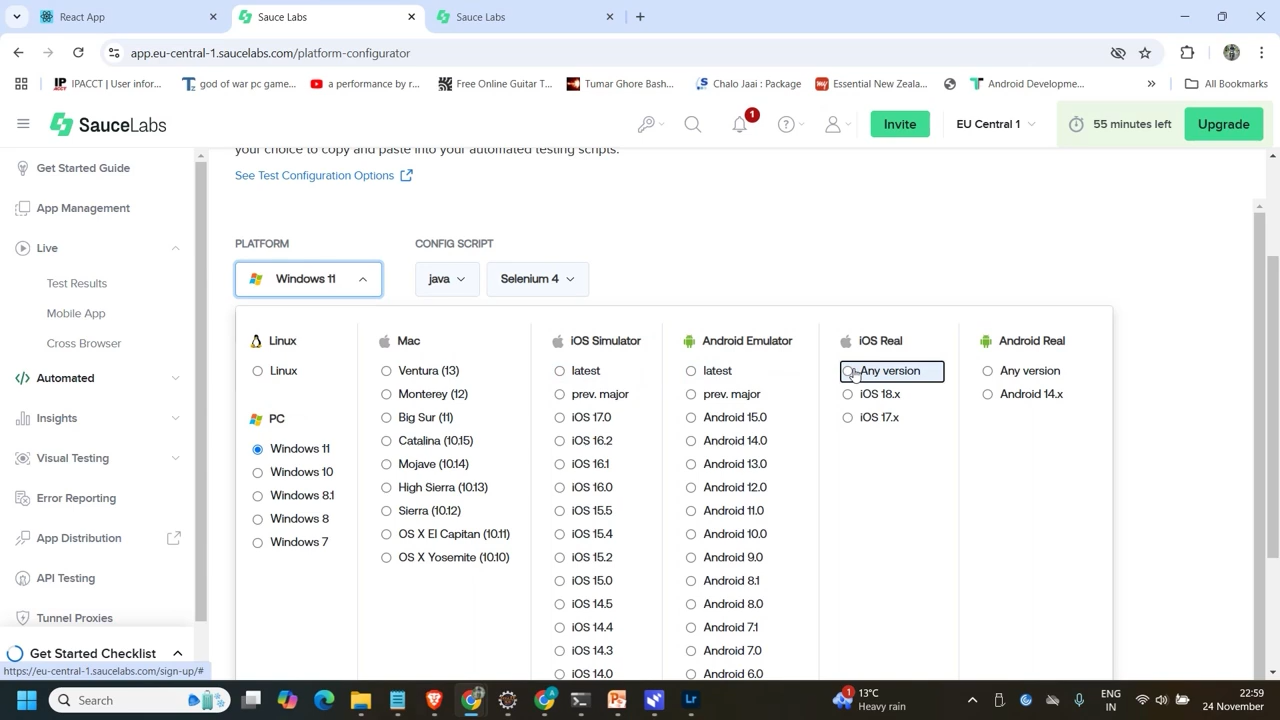 React App
Sauce Labs
Sauce Labs
app.eu-central-1.saucelabs.com/platform-configurator
IPACCT | User infor...
god of war pc game...
a performance by r...
Free Online Guitar T...
Tumar Ghore Bash...
Chalo Jaai : Package
Essential New Zeala...
Android Developme...
All Bookmarks
SAUCELABS
1
Invite
EU Central 1
55 minutes left
Upgrade
Get Started Guide
App Management
Live
Test Results
Mobile App
Cross Browser
Automated
Insights
Visual Testing
Error Reporting
App Distribution
API Testing
Tunnel Proxies
Get Started Checklist
https://eu-central-1.saucelabs.com/sign-up/#
your choice to copy and paste into your automated testing scripts.
See Test Configuration Options
PLATFORM
CONFIG SCRIPT
Windows 11
java
Selenium 4
Linux
Linux
PC
Windows 11
Windows 10
Windows 8.1
Windows 8
Windows 7
Mac
Ventura (13)
Monterey (12)
Big Sur (11)
Catalina (10.15)
Mojave (10.14)
High Sierra (10.13)
Sierra (10.12)
OS X El Capitan (10.11)
OS X Yosemite (10.10)
iOS Simulator
latest
prev. major
iOS 17.0
iOS 16.2
iOS 16.1
iOS 16.0
iOS 15.5
iOS 15.4
iOS 15.2
iOS 15.0
iOS 14.5
iOS 14.4
iOS 14.3
iOS 14.0
Android Emulator
latest
prev. major
Android 15.0
Android 14.0
Android 13.0
Android 12.0
Android 11.0
Android 10.0
Android 9.0
Android 8.1
Android 8.0
Android 7.1
Android 7.0
Android 6.0
iOS Real
Any version
iOS 18.x
iOS 17.x
Android Real
Any version
Android 14.x
Search
1
13°C
Heavy rain
ENG
IN
22:59
24 November